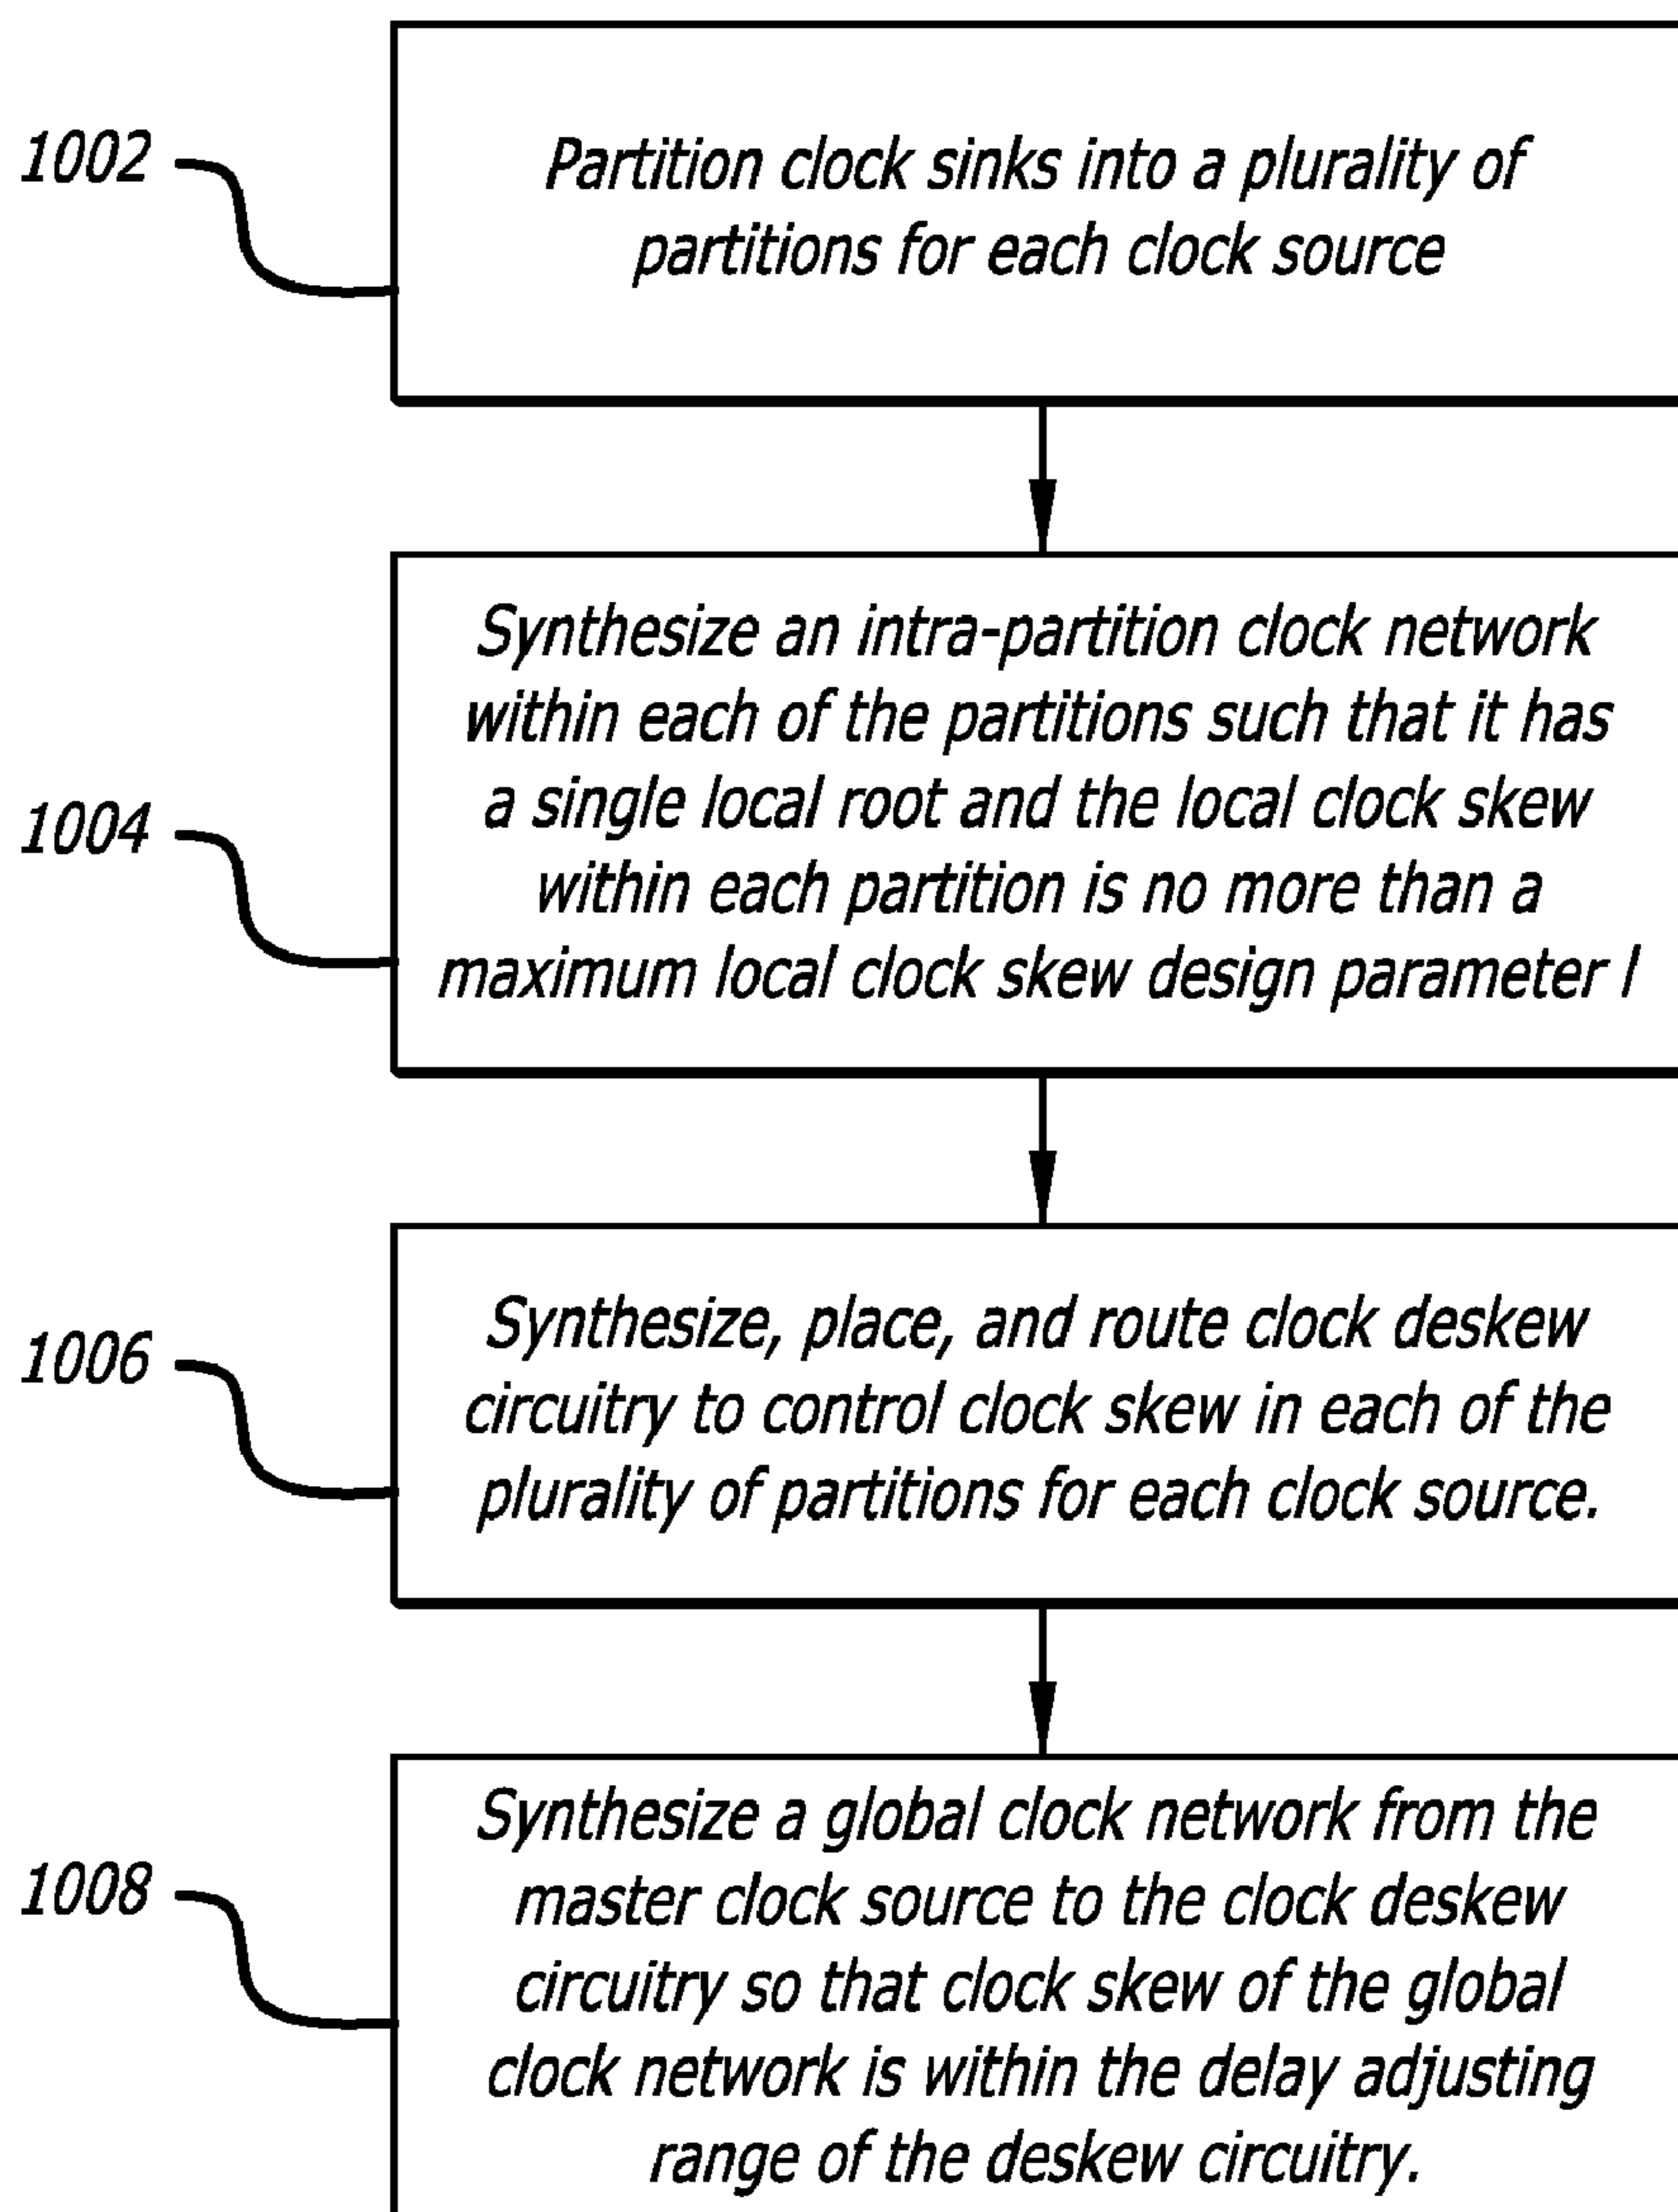 1002
Partition clock sinks into a plurality of
partitions for each clock source
1004
Synthesize an intra-partition clock network
within each of the partitions such that it has
a single local root and the local clock skew
within each partition is no more than a
maximum local clock skew design parameter l
1006
Synthesize, place, and route clock deskew
circuitry to control clock skew in each of the
plurality of partitions for each clock source.
1008
Synthesize a global clock network from the
master clock source to the clock deskew
circuitry so that clock skew of the global
clock network is within the delay adjusting
range of the deskew circuitry.